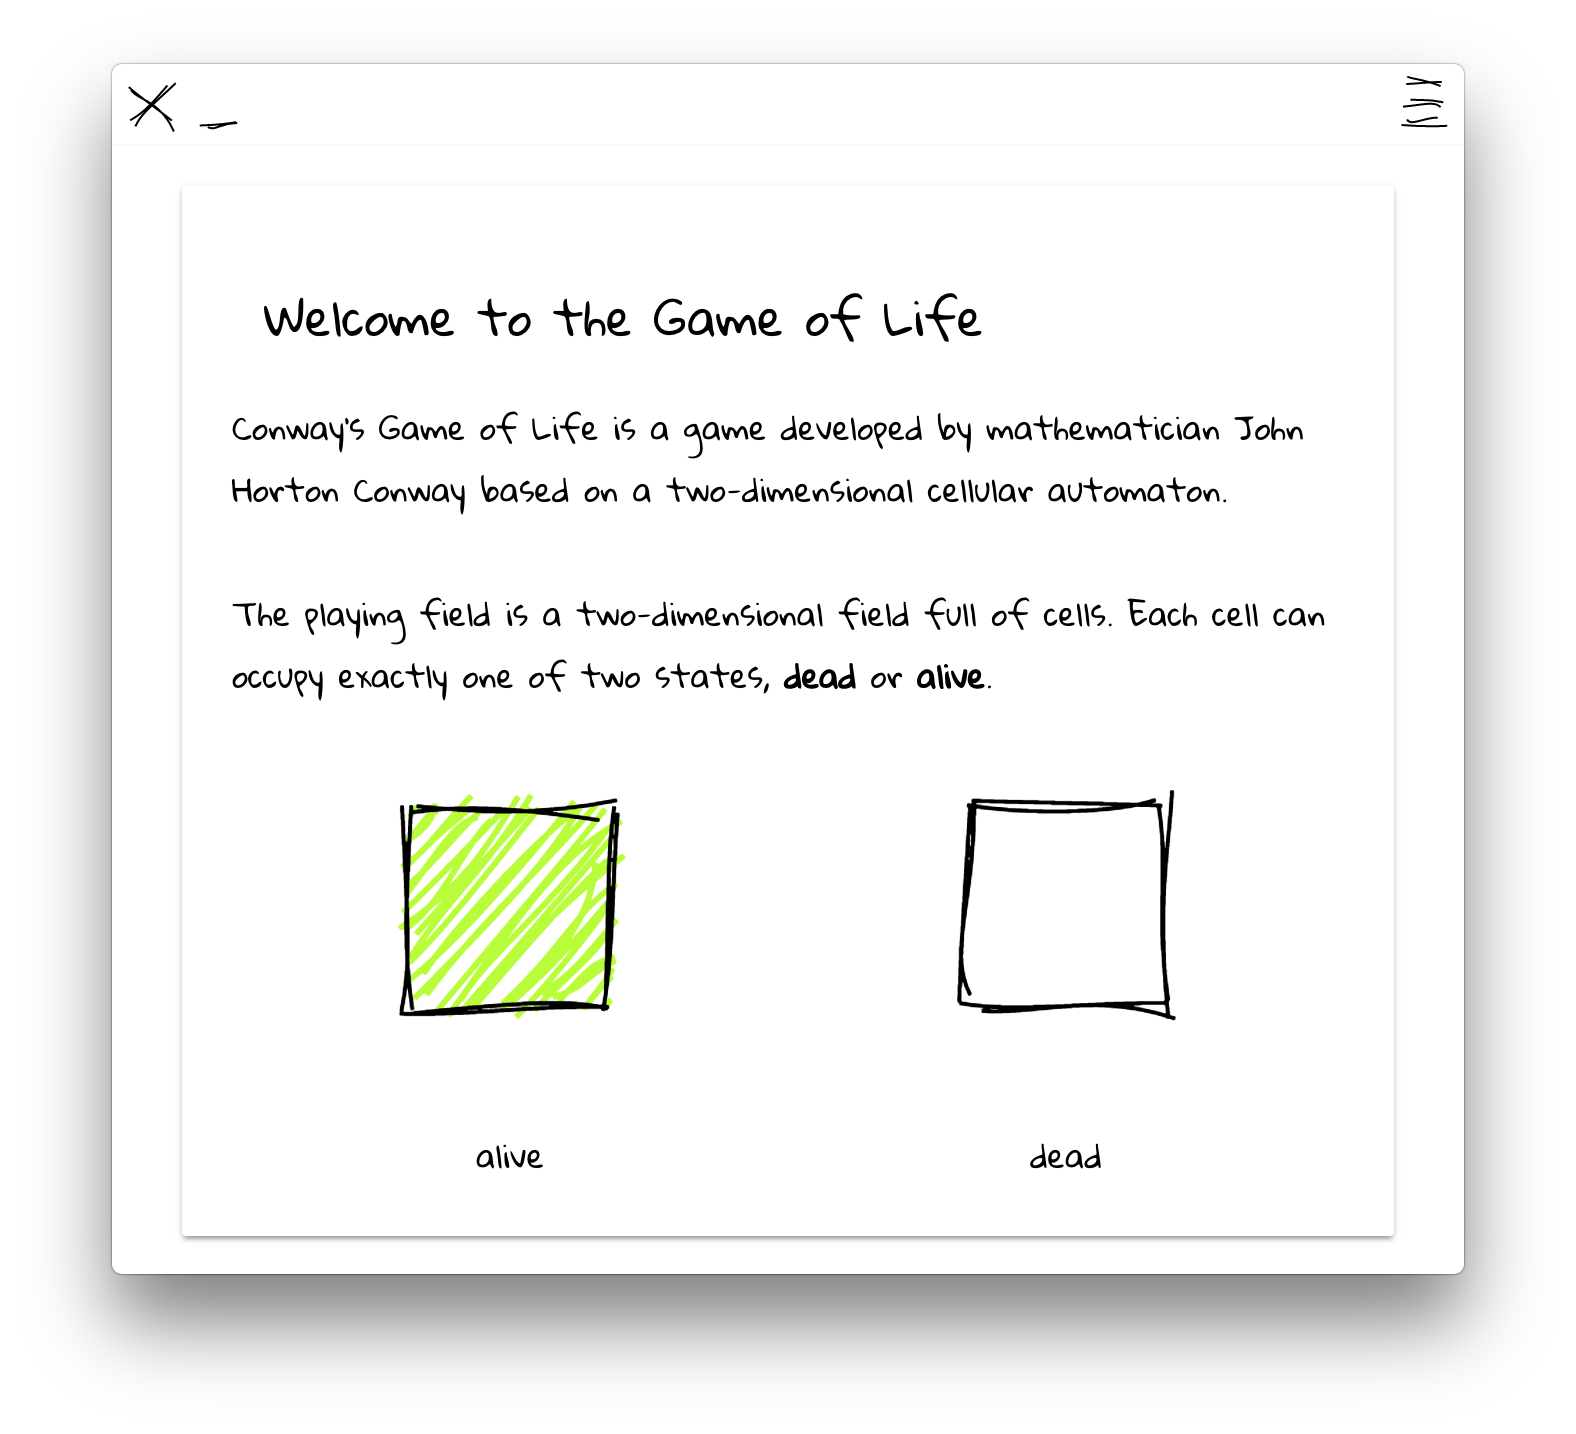 Welcome to the Game of Life
Conway's Game of Life is a game developed by mathematician John
Horton Conway based on a two-dimensional cellular automaton.
The playing field is a two-dimensional field full of cells. Each cell can
occupy exactly one of two states, dead or alive.
alive
dead